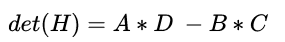 det(H) = A * D − B * C